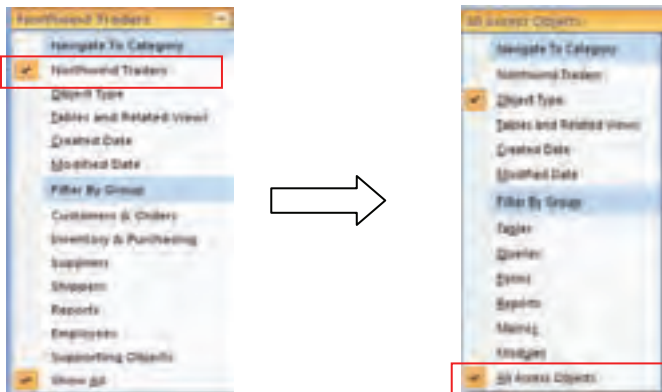 Northwind Traders
Navigate To Category
Northwind Traders
Object Type
Tables and Related Views
Created Date
Modified Date
Filter By Group
Customers & Orders
Inventory & Purchasing
Suppliers
Shippers
Reports
Employees
Supporting Objects
Show All
All Access Objects
Navigate To Category
Northwind Traders
Object Type
Tables and Related Views
Created Date
Modified Date
Filter By Group
Tables
Queries
Forms
Reports
Macros
Modules
All Access Objects